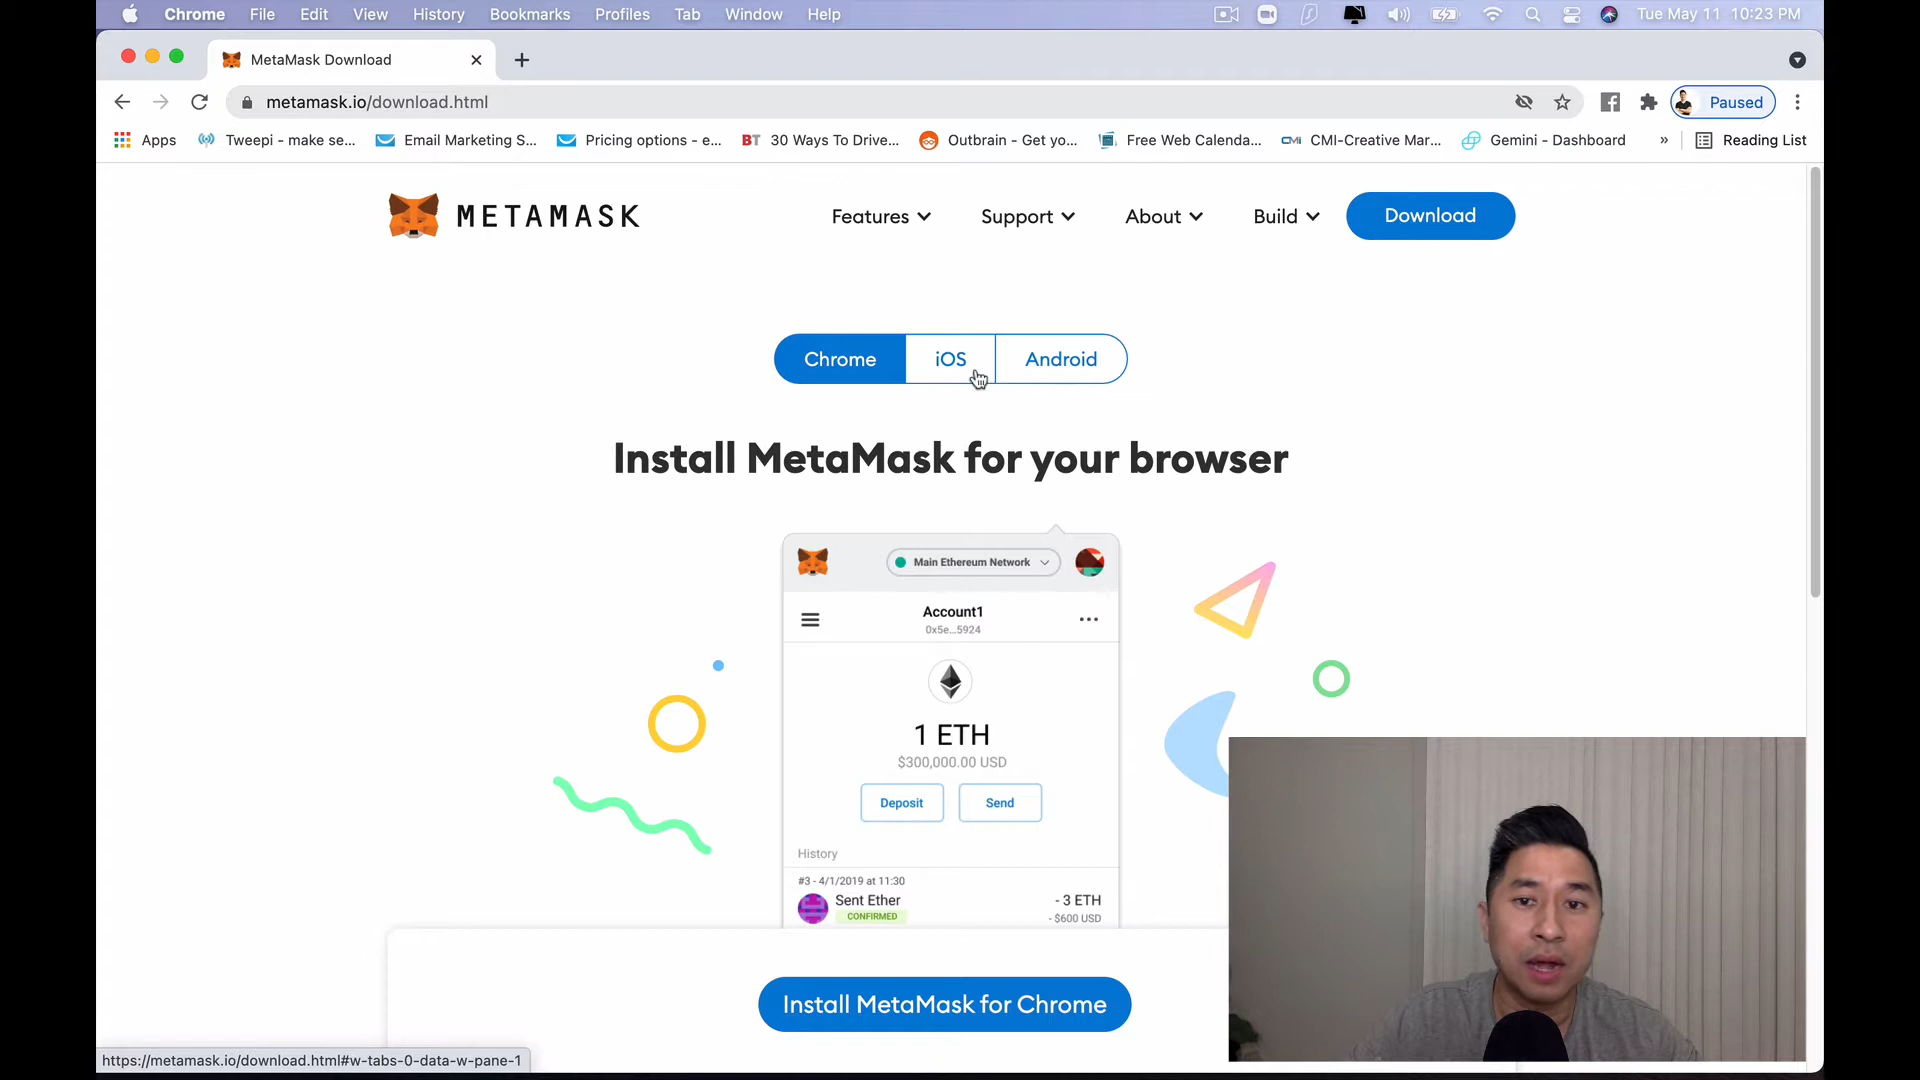 Chrome File Edit View History Bookmarks Profiles Tab Window Help Tue May 11 10:23 PM
MetaMask Download
metamask.io/download.html Paused
Apps Tweepi - make se... Email Marketing S... Pricing options - e... BT 30 Ways To Drive... Outbrain - Get yo... Free Web Calenda... CMI CMI-Creative Mar... Gemini - Dashboard » Reading List
METAMASK Features Support About Build Download
Chrome iOS Android
Install MetaMask for your browser
Main Ethereum Network
Account1
0x5e...5924
1 ETH
$300,000.00 USD
Deposit Send
History
#3 - 4/1/2019 at 11:30
Sent Ether - 3 ETH
CONFIRMED - $600 USD
Install MetaMask for Chrome
https://metamask.io/download.html#w-tabs-0-data-w-pane-1